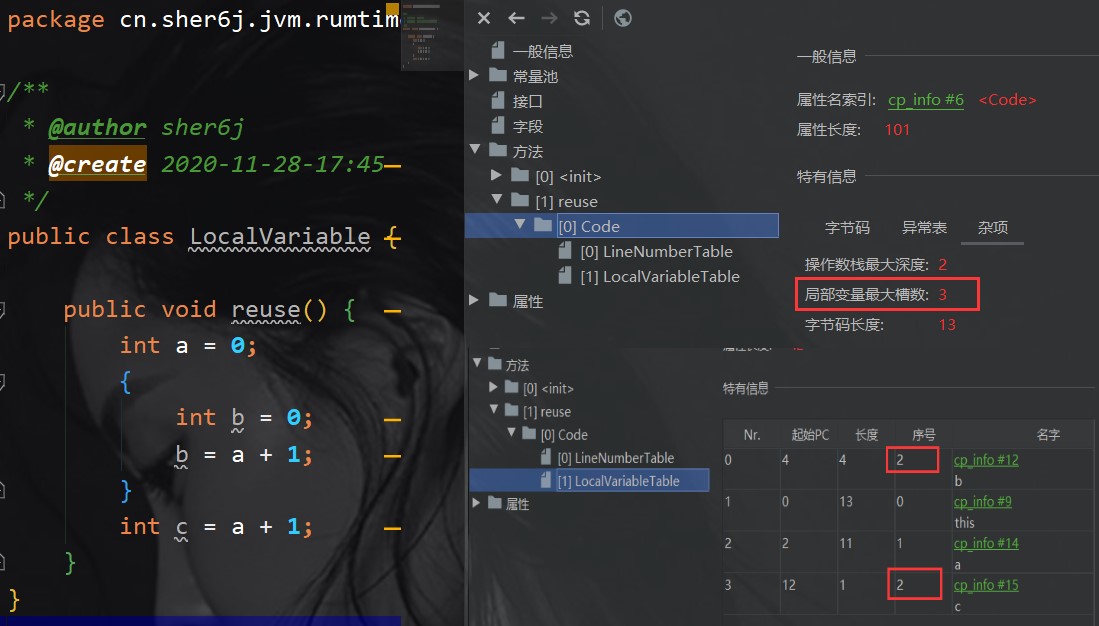 package cn.sher6j.jvm.rumtime
/**
* @author sher6j
* @create 2020-11-28-17:45
*/
public class LocalVariable {
public void reuse() {
int a = 0;
{
int b = 0;
b = a + 1;
}
int c = a + 1;
}
}
一般信息
常量池
接口
字段
方法
[0] <init>
[1] reuse
[0] Code
[0] LineNumberTable
[1] LocalVariableTable
属性
一般信息
属性名索引: cp_info #6 <Code>
属性长度: 101
特有信息
字节码 异常表 杂项
操作数栈最大深度: 2
局部变量最大槽数: 3
字节码长度: 13
方法
[0] <init>
[1] reuse
[0] Code
[0] LineNumberTable
[1] LocalVariableTable
属性
特有信息
Nr. 起始PC 长度 序号 名字
0 4 4 2 cp_info #12
b
1 0 13 0 cp_info #9
this
2 2 11 1 cp_info #14
a
3 12 1 2 cp_info #15
c